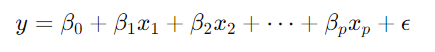 y = β₀ + β₁x₁ + β₂x₂ + ⋯ + βₚxₚ + ϵ